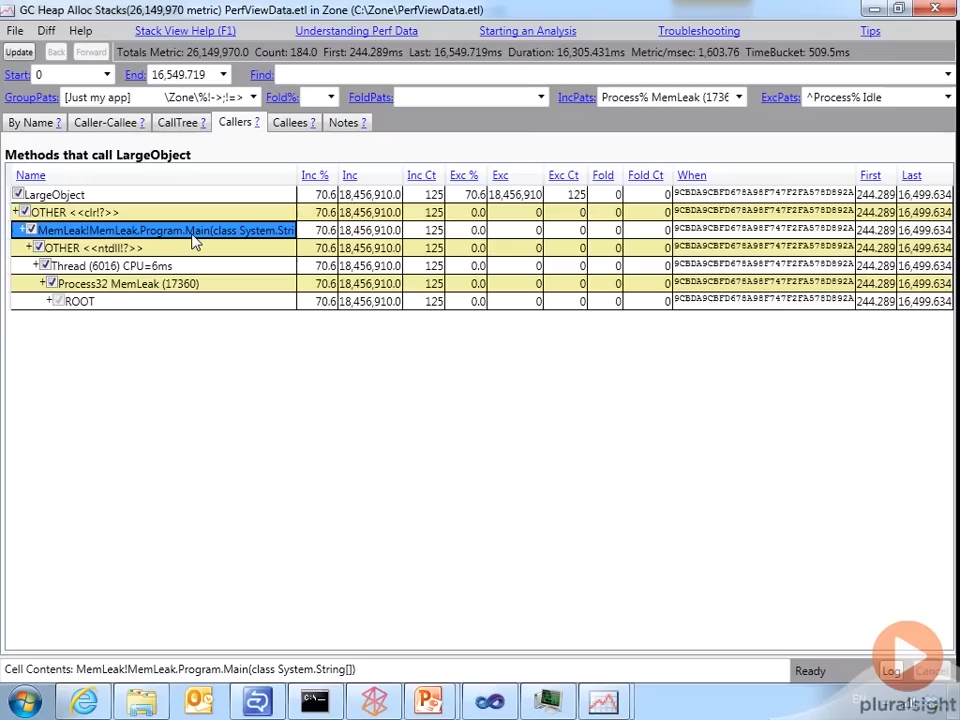 GC Heap Alloc Stacks(26,149,970 metric) PerfViewData.etl in Zone (C:\Zone\PerfViewData.etl)
File Diff Help Stack View Help (F1) Understanding Perf Data Starting an Analysis Troubleshooting Tips
Update Back Forward Totals Metric: 26,149,970.0 Count: 184.0 First: 244.289ms Last: 16,549.719ms Duration: 16,305.431ms Metric/msec: 1,603.76 TimeBucket: 509.5ms
Start: 0 End: 16,549.719 Find:
GroupPats: [Just my app] \Zone\%!->;!=> Fold%: FoldPats: IncPats: Process% MemLeak (1736 ExcPats: ^Process% Idle
By Name ? Caller-Callee ? CallTree ? Callers ? Callees ? Notes ?
Methods that call LargeObject
Name Inc % Inc Inc Ct Exc % Exc Exc Ct Fold Fold Ct When First Last
LargeObject 70.6 18,456,910.0 125 70.6 18,456,910 125 0 0 9CBDA9CBFD678A98F747F2FA578D892A 244.289 16,499.634
+ OTHER <<clr!?>> 70.6 18,456,910.0 125 0.0 0 0 0 0 9CBDA9CBFD678A98F747F2FA578D892A 244.289 16,499.634
+ MemLeak!MemLeak.Program.Main(class System.Stri 70.6 18,456,910.0 125 0.0 0 0 0 0 9CBDA9CBFD678A98F747F2FA578D892A 244.289 16,499.634
+ OTHER <<ntdll!?>> 70.6 18,456,910.0 125 0.0 0 0 0 0 9CBDA9CBFD678A98F747F2FA578D892A 244.289 16,499.634
+ Thread (6016) CPU=6ms 70.6 18,456,910.0 125 0.0 0 0 0 0 9CBDA9CBFD678A98F747F2FA578D892A 244.289 16,499.634
+ Process32 MemLeak (17360) 70.6 18,456,910.0 125 0.0 0 0 0 0 9CBDA9CBFD678A98F747F2FA578D892A 244.289 16,499.634
+ ROOT 70.6 18,456,910.0 125 0.0 0 0 0 0 9CBDA9CBFD678A98F747F2FA578D892A 244.289 16,499.634
Cell Contents: MemLeak!MemLeak.Program.Main(class System.String[]) Ready Log Cancel
pluralsight